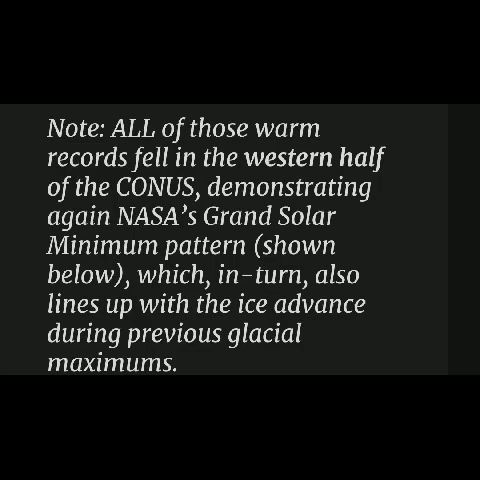 Note: ALL of those warm
records fell in the western half
of the CONUS, demonstrating
again NASA's Grand Solar
Minimum pattern (shown
below), which, in-turn, also
lines up with the ice advance
during previous glacial
maximums.